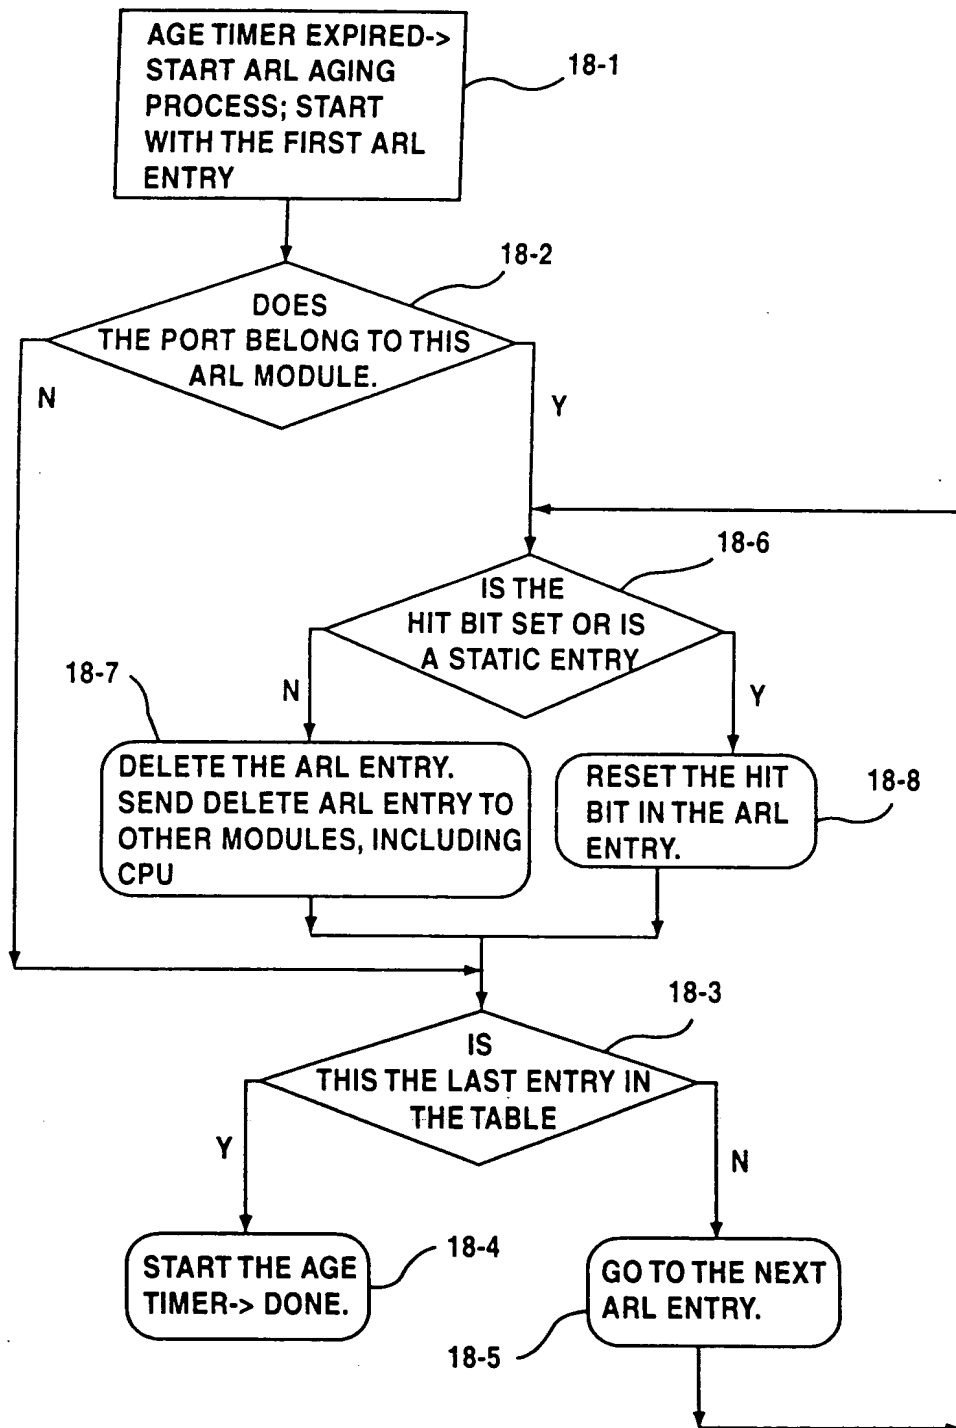 AGE TIMER EXPIRED->
START ARL AGING
PROCESS; START
WITH THE FIRST ARL
ENTRY
18-1
18-2
DOES
THE PORT BELONG TO THIS
ARL MODULE.
N
Y
18-6
IS THE
HIT BIT SET OR IS
A STATIC ENTRY
18-7
N
Y
DELETE THE ARL ENTRY.
SEND DELETE ARL ENTRY TO
OTHER MODULES, INCLUDING
CPU
RESET THE HIT
BIT IN THE ARL
ENTRY.
18-8
18-3
IS
THIS THE LAST ENTRY IN
THE TABLE
Y
N
START THE AGE
TIMER-> DONE.
18-4
GO TO THE NEXT
ARL ENTRY.
18-5